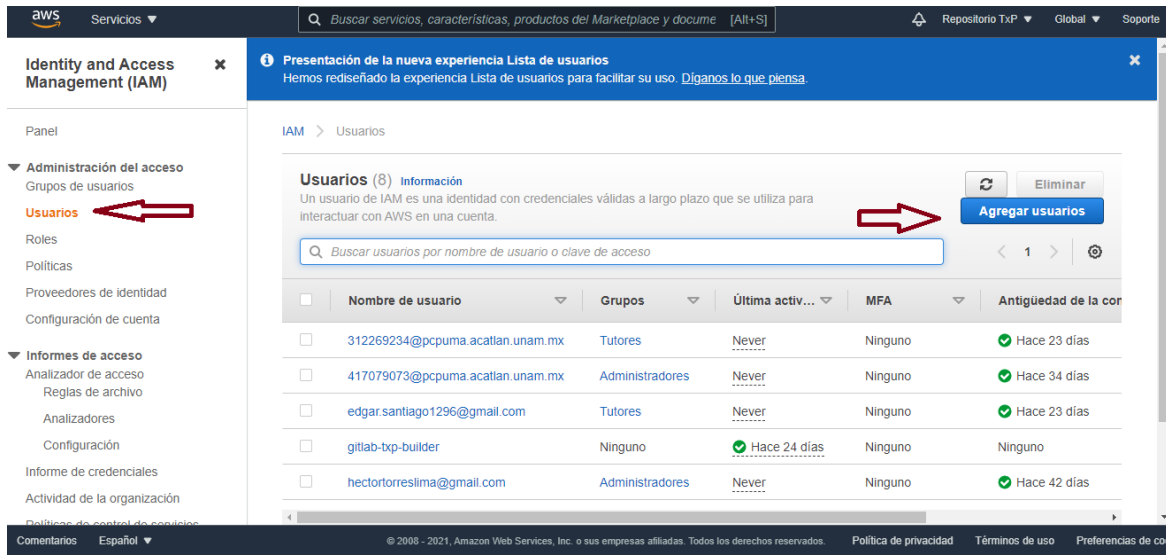 aws Servicios ▼ Buscar servicios, características, productos del Marketplace y docume [Alt+S] Repositorio TxP ▼ Global ▼ Soporte
Identity and Access
Management (IAM)
Presentación de la nueva experiencia Lista de usuarios
Hemos rediseñado la experiencia Lista de usuarios para facilitar su uso. Díganos lo que piensa.
Panel
Administración del acceso
Grupos de usuarios
Usuarios
Roles
Políticas
Proveedores de identidad
Configuración de cuenta
Informes de acceso
Analizador de acceso
Reglas de archivo
Analizadores
Configuración
Informe de credenciales
Actividad de la organización
Políticas de control de servicios
IAM > Usuarios
Usuarios (8) Información
Un usuario de IAM es una identidad con credenciales válidas a largo plazo que se utiliza para
interactuar con AWS en una cuenta.
Eliminar
Agregar usuarios
Buscar usuarios por nombre de usuario o clave de acceso
< 1 >
Nombre de usuario Grupos Última activ... MFA Antigüedad de la cor
312269234@pcpuma.acatlan.unam.mx Tutores Never Ninguno Hace 23 días
417079073@pcpuma.acatlan.unam.mx Administradores Never Ninguno Hace 34 días
edgar.santiago1296@gmail.com Tutores Never Ninguno Hace 23 días
gitlab-txp-builder Ninguno Hace 24 días Ninguno Ninguno
hectortorreslima@gmail.com Administradores Never Ninguno Hace 42 días
Comentarios Español ▼ © 2008 - 2021, Amazon Web Services, Inc. o sus empresas afiliadas. Todos los derechos reservados. Política de privacidad Términos de uso Preferencias de co